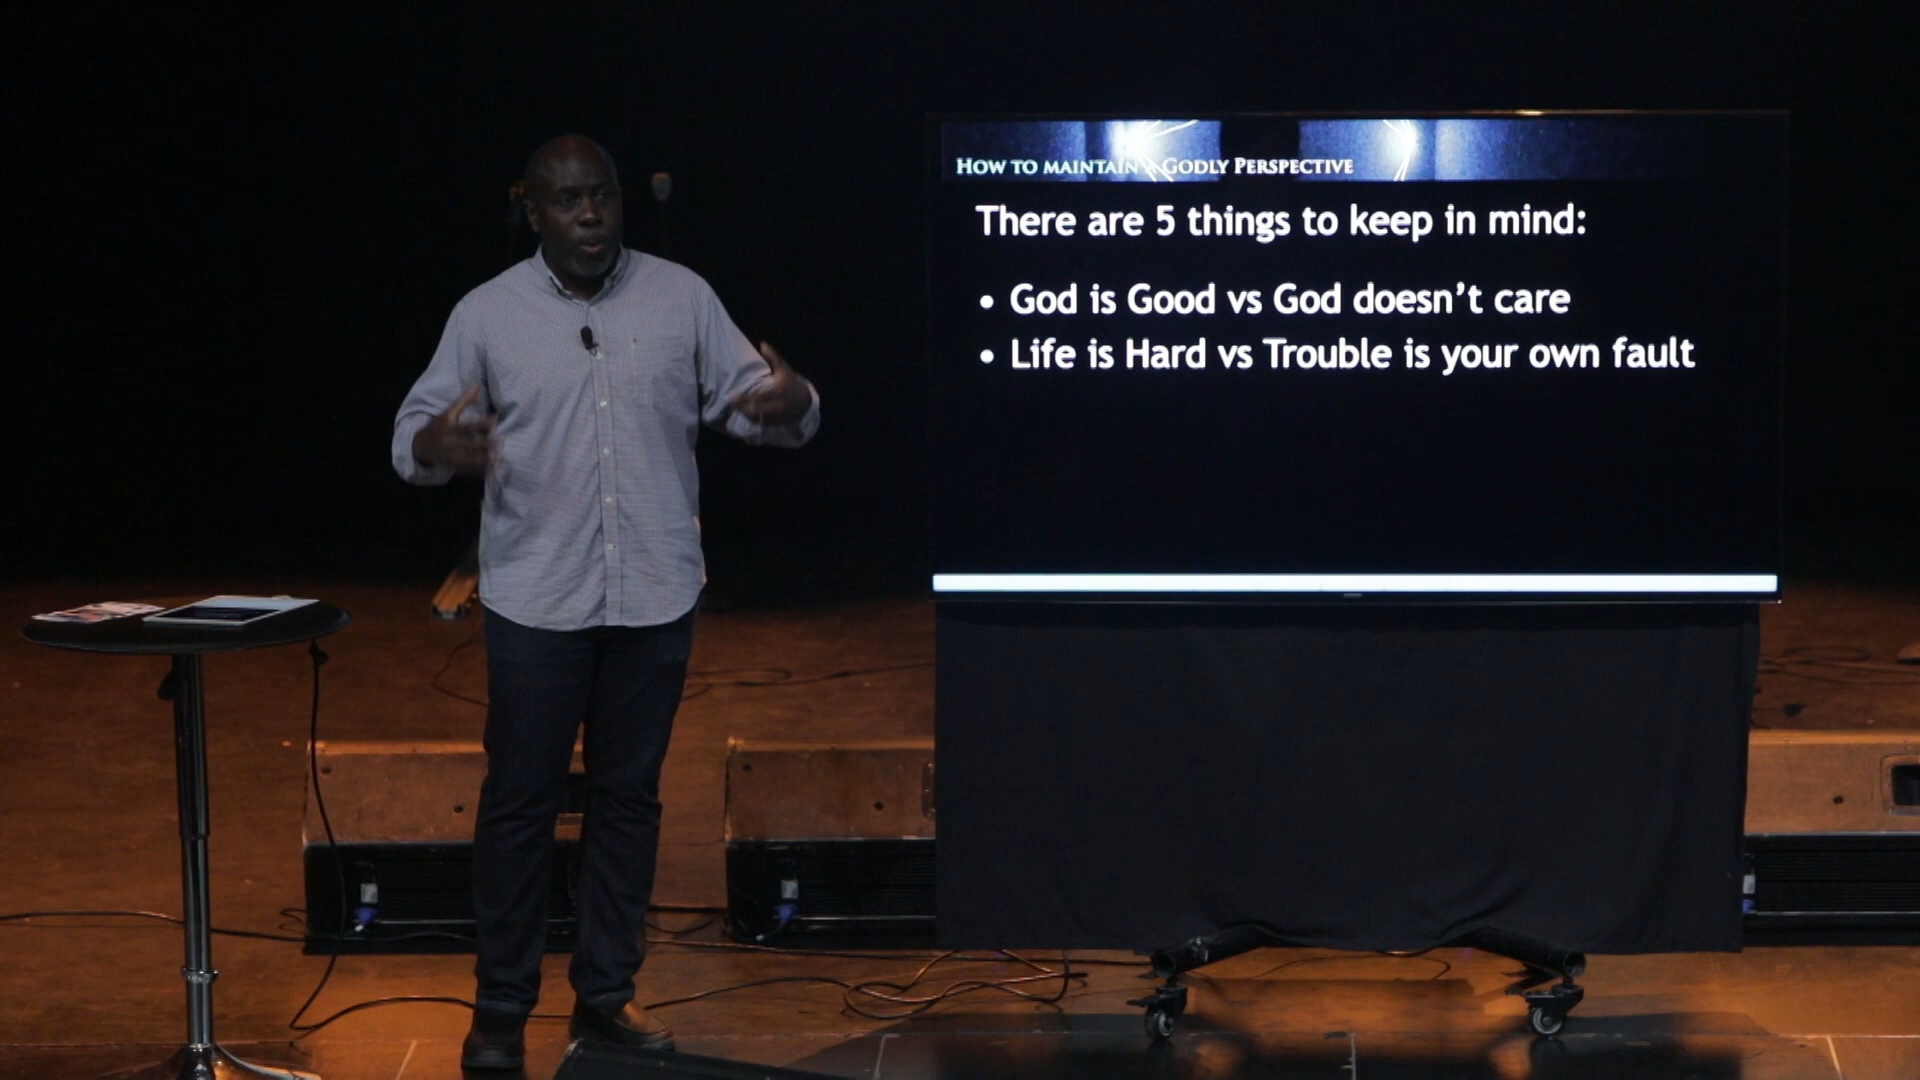 HOW TO MAINTAIN A GODLY PERSPECTIVE
There are 5 things to keep in mind:
• God is Good vs God doesn't care
• Life is Hard vs Trouble is your own fault